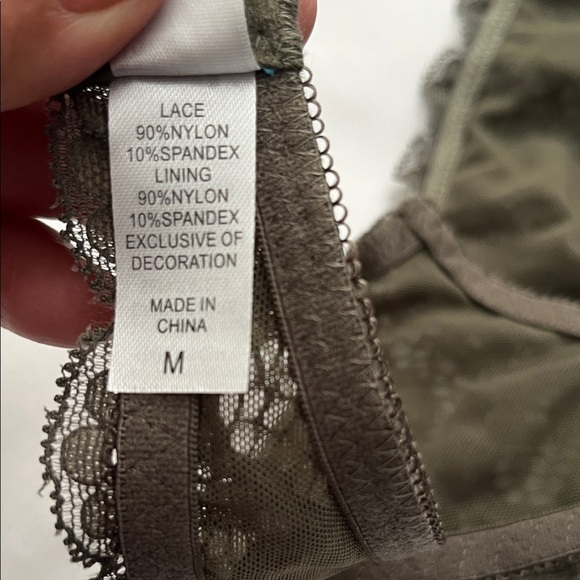 LACE
90%NYLON
10%SPANDEX
LINING
90%NYLON
10%SPANDEX
EXCLUSIVE OF
DECORATION
MADE IN
CHINA
M